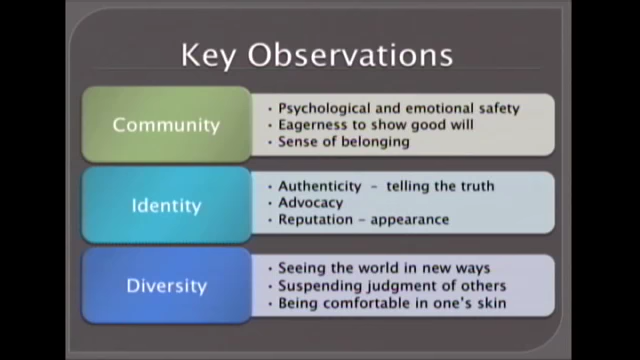 Key Observations
Community
· Psychological and emotional safety
· Eagerness to show good will
· Sense of belonging
Identity
· Authenticity – telling the truth
· Advocacy
· Reputation – appearance
Diversity
· Seeing the world in new ways
· Suspending judgment of others
· Being comfortable in one's skin